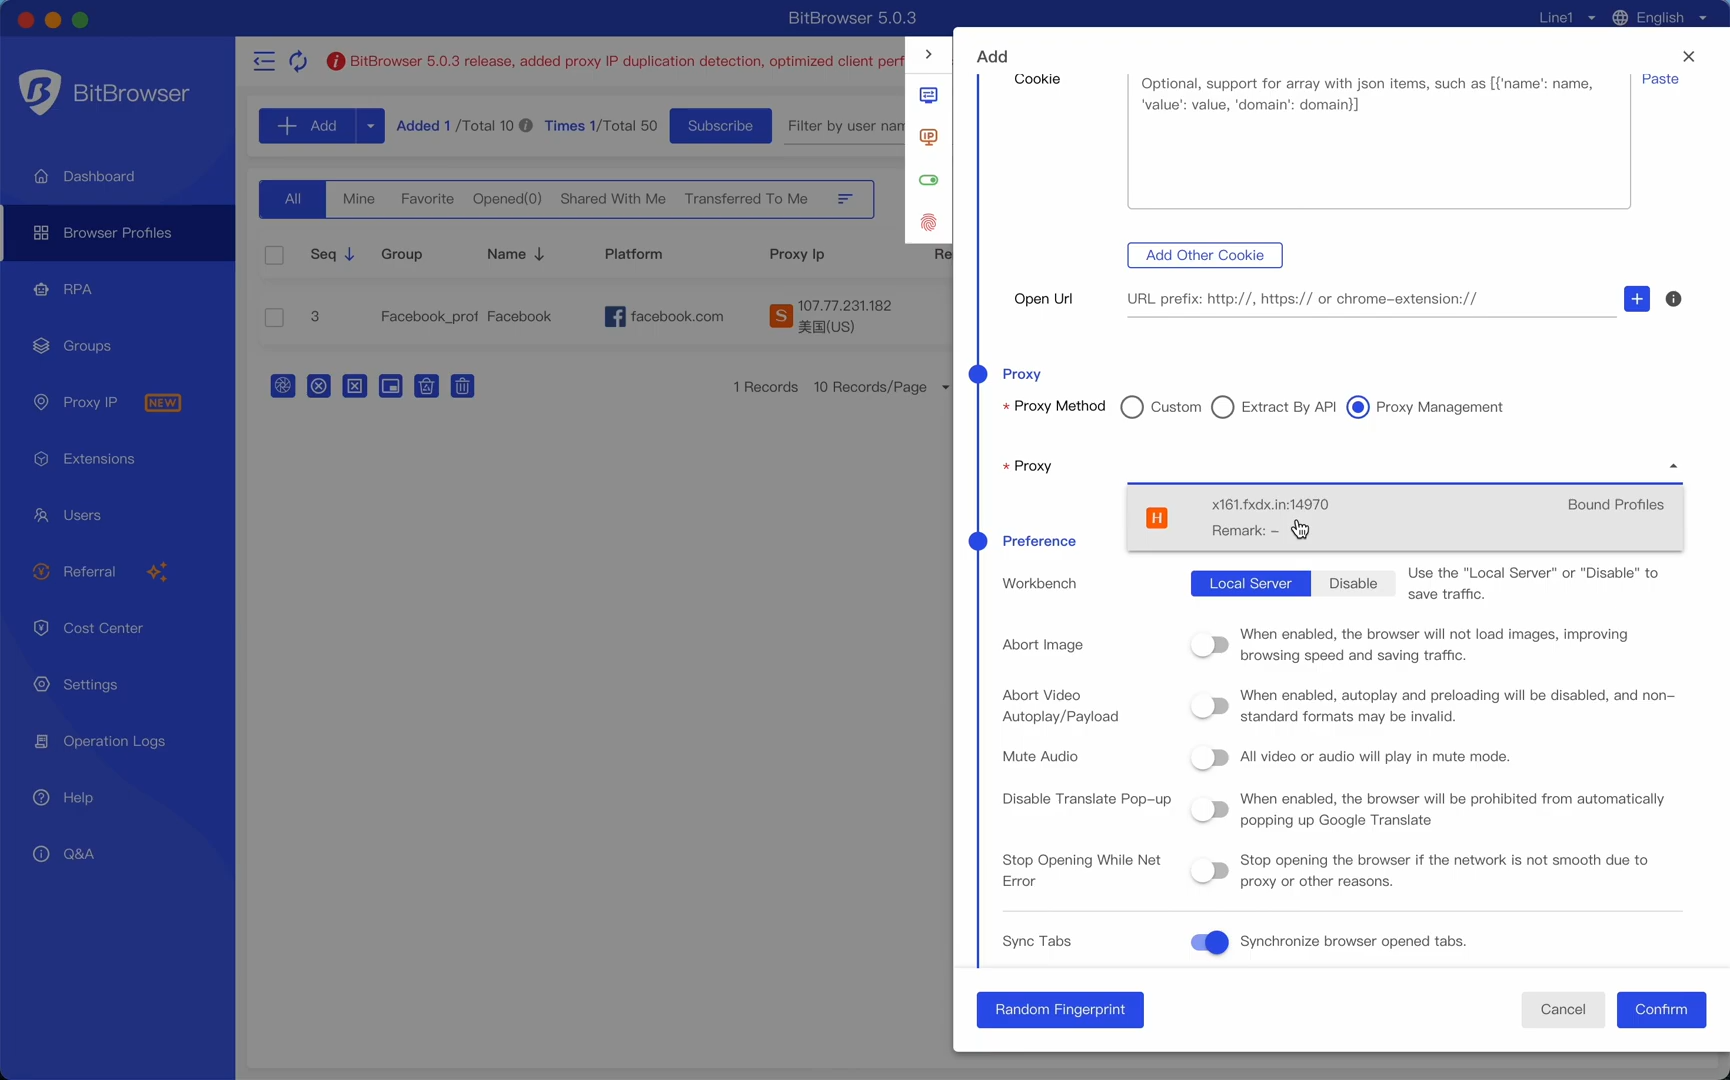 BitBrowser 5.0.3
Line1
English
BitBrowser
Dashboard
Browser Profiles
RPA
Groups
Proxy IP NEW
Extensions
Users
Referral
Cost Center
Settings
Operation Logs
Help
Q&A
BitBrowser 5.0.3 release, added proxy IP duplication detection, optimized client perf
Add
Added 1 /Total 10 Times 1/Total 50
Subscribe
Filter by user nam
All Mine Favorite Opened(0) Shared With Me Transferred To Me
Seq Group Name Platform Proxy Ip Re
3 Facebook_prof Facebook facebook.com S 107.77.231.182
美国(US)
1 Records 10 Records/Page
IP
Add
Cookie
Optional, support for array with json items, such as [{'name': name,
'value': value, 'domain': domain}]
Paste
Add Other Cookie
Open Url URL prefix: http://, https:// or chrome-extension://
Proxy
* Proxy Method Custom Extract By API Proxy Management
* Proxy
H x161.fxdx.in:14970 Bound Profiles
Remark: -
Preference
Workbench Local Server Disable Use the "Local Server" or "Disable" to
save traffic.
Abort Image When enabled, the browser will not load images, improving
browsing speed and saving traffic.
Abort Video
Autoplay/Payload
When enabled, autoplay and preloading will be disabled, and non-
standard formats may be invalid.
Mute Audio All video or audio will play in mute mode.
Disable Translate Pop-up When enabled, the browser will be prohibited from automatically
popping up Google Translate
Stop Opening While Net
Error
Stop opening the browser if the network is not smooth due to
proxy or other reasons.
Sync Tabs Synchronize browser opened tabs.
Random Fingerprint Cancel Confirm